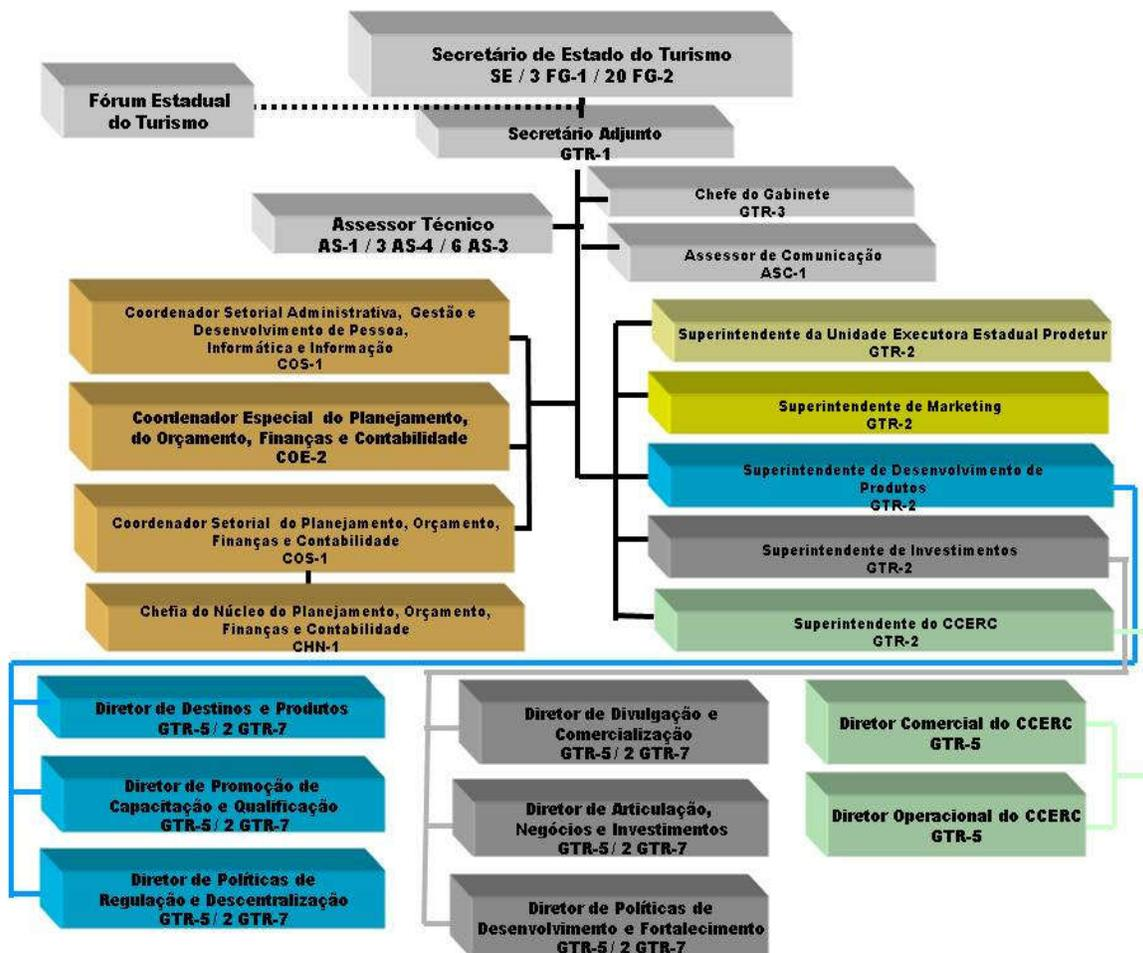 Secretário de Estado do Turismo
SE / 3 FG-1 / 20 FG-2
Fórum Estadual
do Turismo
Secretário Adjunto
GTR-1
Chefe do Gabinete
GTR-3
Assessor Técnico
AS-1 / 3 AS-4 / 6 AS-3
Assessor de Comunicação
ASC-1
Coordenador Setorial Administrativa, Gestão e
Desenvolvimento de Pessoa,
Informática e Informação
COS-1
Coordenador Especial do Planejamento,
do Orçamento, Finanças e Contabilidade
COE-2
Coordenador Setorial do Planejamento, Orçamento,
Finanças e Contabilidade
COS-1
Chefia do Núcleo do Planejamento, Orçamento,
Finanças e Contabilidade
CHN-1
Superintendente da Unidade Executora Estadual Prodetur
GTR-2
Superintendente de Marketing
GTR-2
Superintendente de Desenvolvimento de
Produtos
GTR-2
Superintendente de Investimentos
GTR-2
Superintendente do CCERC
GTR-2
Diretor de Destinos e Produtos
GTR-5/ 2 GTR-7
Diretor de Promoção de
Capacitação e Qualificação
GTR-5/ 2 GTR-7
Diretor de Políticas de
Regulação e Descentralização
GTR-5/ 2 GTR-7
Diretor de Divulgação e
Comercialização
GTR-5/ 2 GTR-7
Diretor de Articulação,
Negócios e Investimentos
GTR-5/ 2 GTR-7
Diretor de Políticas de
Desenvolvimento e Fortalecimento
GTR-5/ 2 GTR-7
Diretor Comercial do CCERC
GTR-5
Diretor Operacional do CCERC
GTR-5